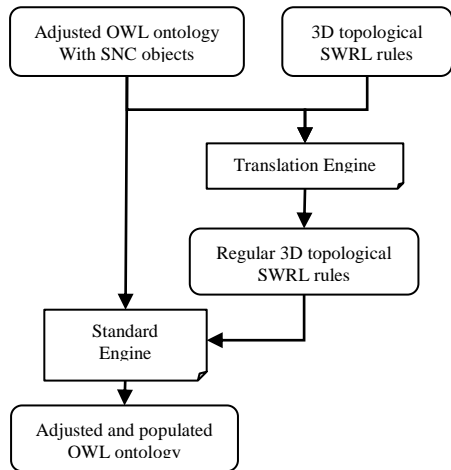 Adjusted OWL ontology
With SNC objects
3D topological
SWRL rules
Translation Engine
Regular 3D topological
SWRL rules
Standard
Engine
Adjusted and populated
OWL ontology